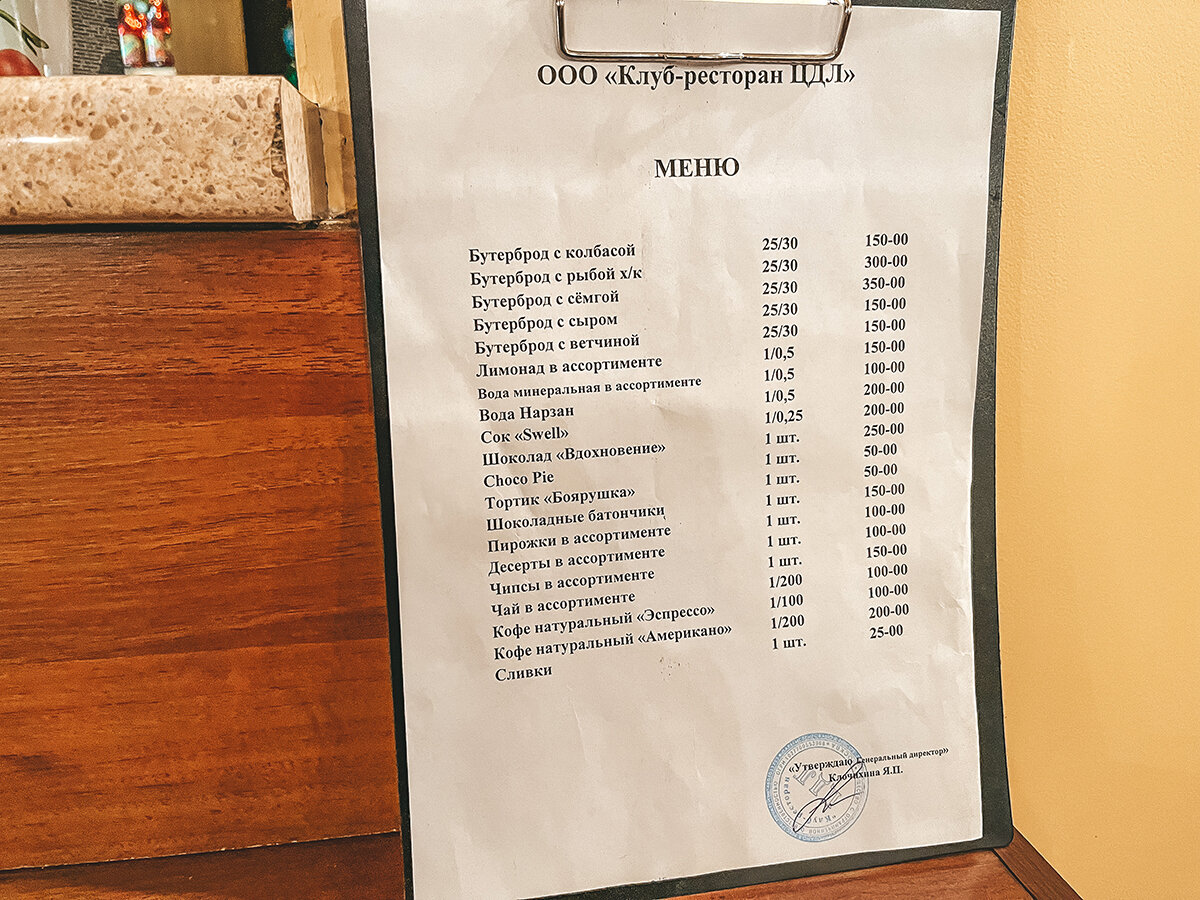 ООО «Клуб-ресторан ЦДЛ»
МЕНЮ
Бутерброд с колбасой 25/30 150-00
Бутерброд с рыбой х/к 25/30 300-00
Бутерброд с сёмгой 25/30 350-00
Бутерброд с сыром 25/30 150-00
Бутерброд с ветчиной 25/30 150-00
Лимонад в ассортименте 1/0,5 150-00
Вода минеральная в ассортименте 1/0,5 100-00
Вода Нарзан 1/0,5 200-00
Сок «Swell» 1/0,25 200-00
Шоколад «Вдохновение» 1 шт. 250-00
Choco Pie 1 шт. 50-00
Тортик «Боярушка» 1 шт. 50-00
Шоколадные батончики 1 шт. 150-00
Пирожки в ассортименте 1 шт. 100-00
Десерты в ассортименте 1 шт. 100-00
Чипсы в ассортименте 1 шт. 150-00
Чай в ассортименте 1/200 100-00
Кофе натуральный «Эспрессо» 1/100 100-00
Кофе натуральный «Американо» 1/200 200-00
Сливки 1 шт. 25-00
«Утверждаю Генеральный директор»
Клочихина Я.П.